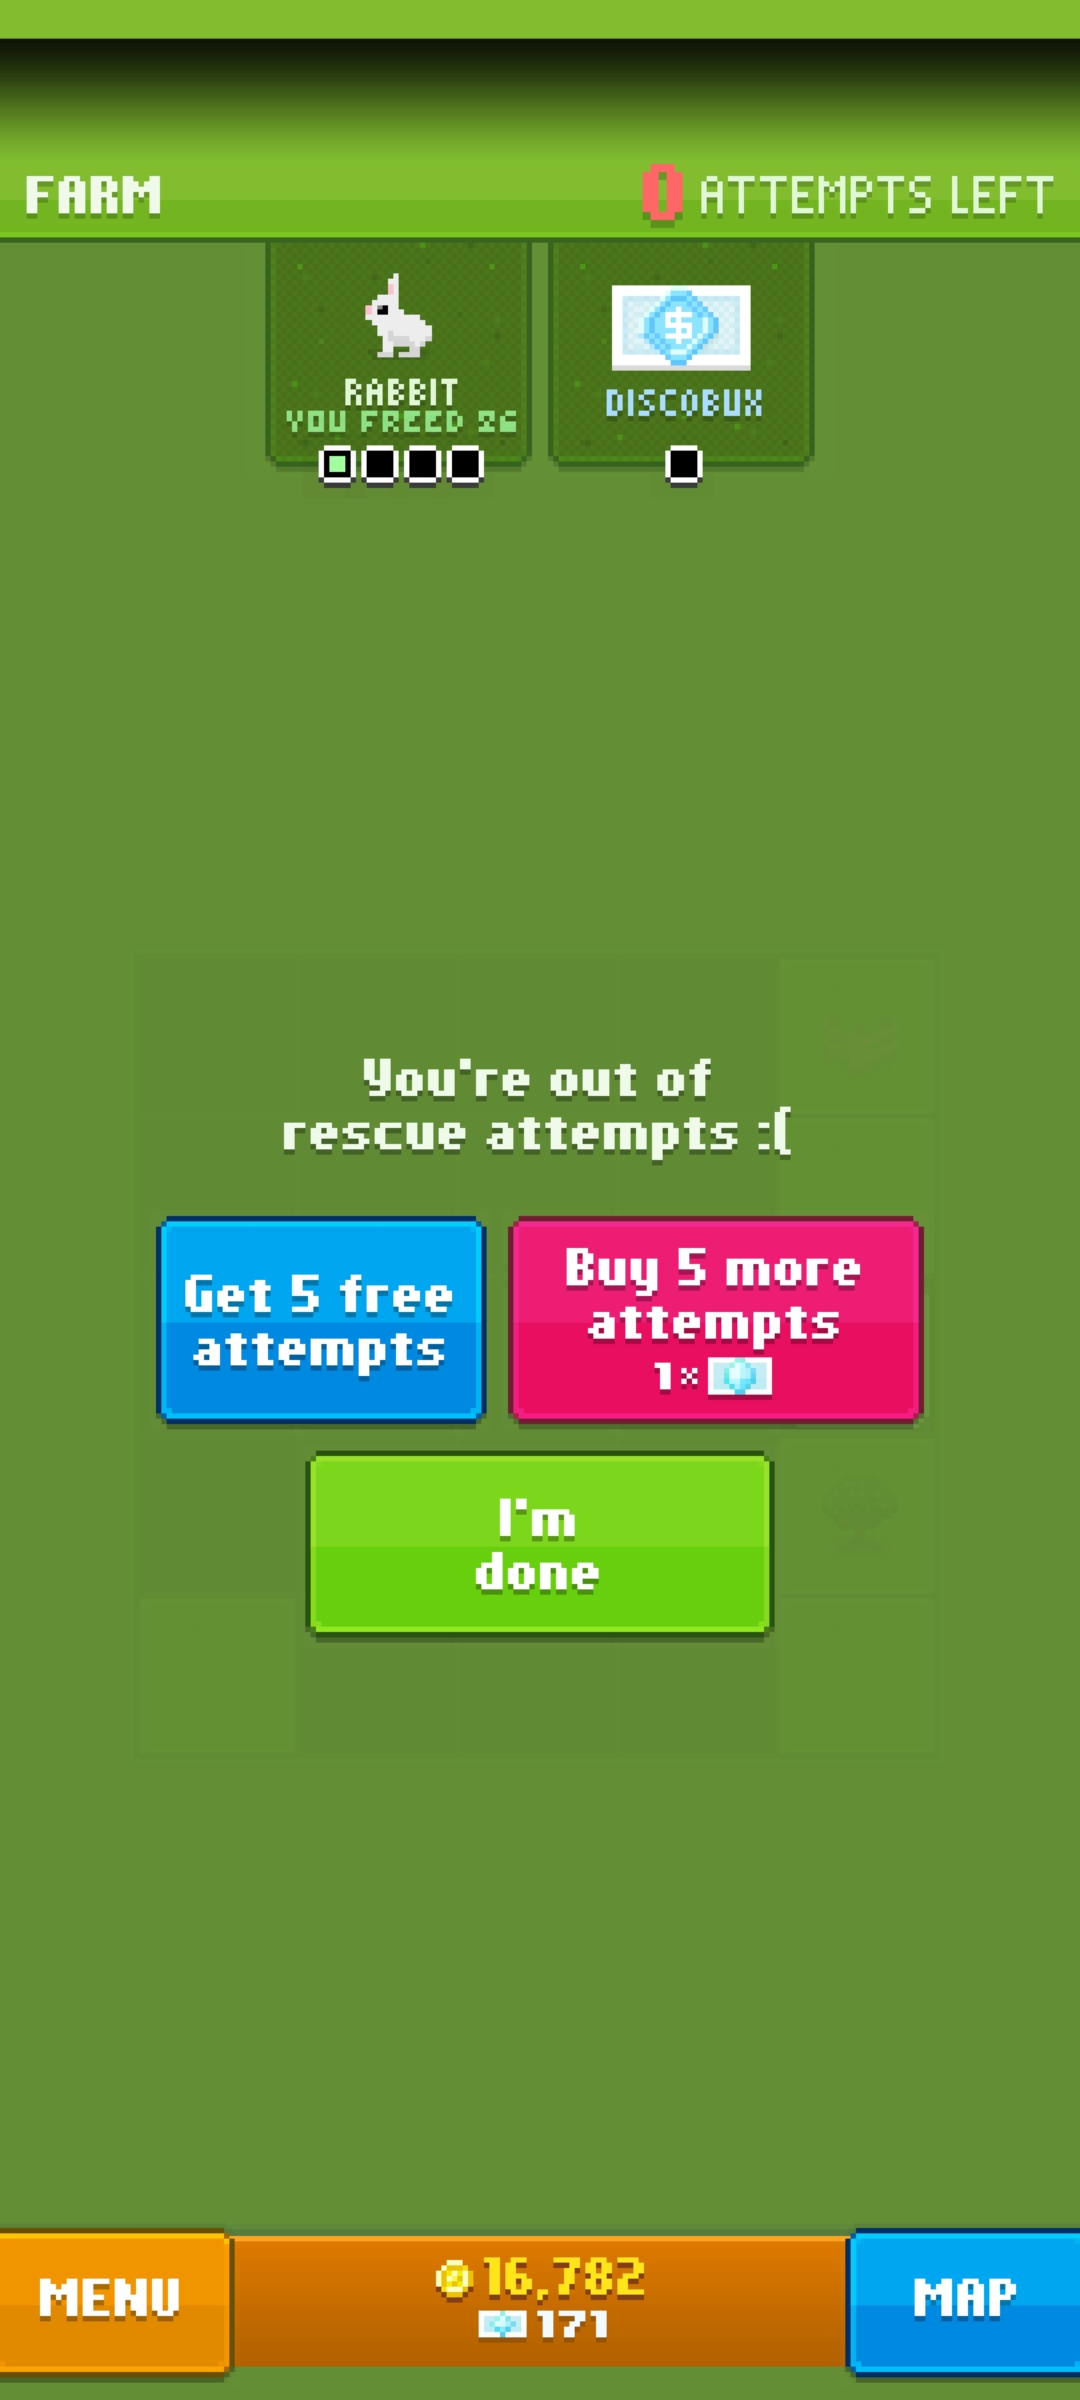 FARM
0 ATTEMPTS LEFT
RABBIT
YOU FREED 26
$
DISCOBUX
You're out of
rescue attempts :(
Get 5 free
attempts
Buy 5 more
attempts
1×
I'm
done
MENU
16,782
171
MAP